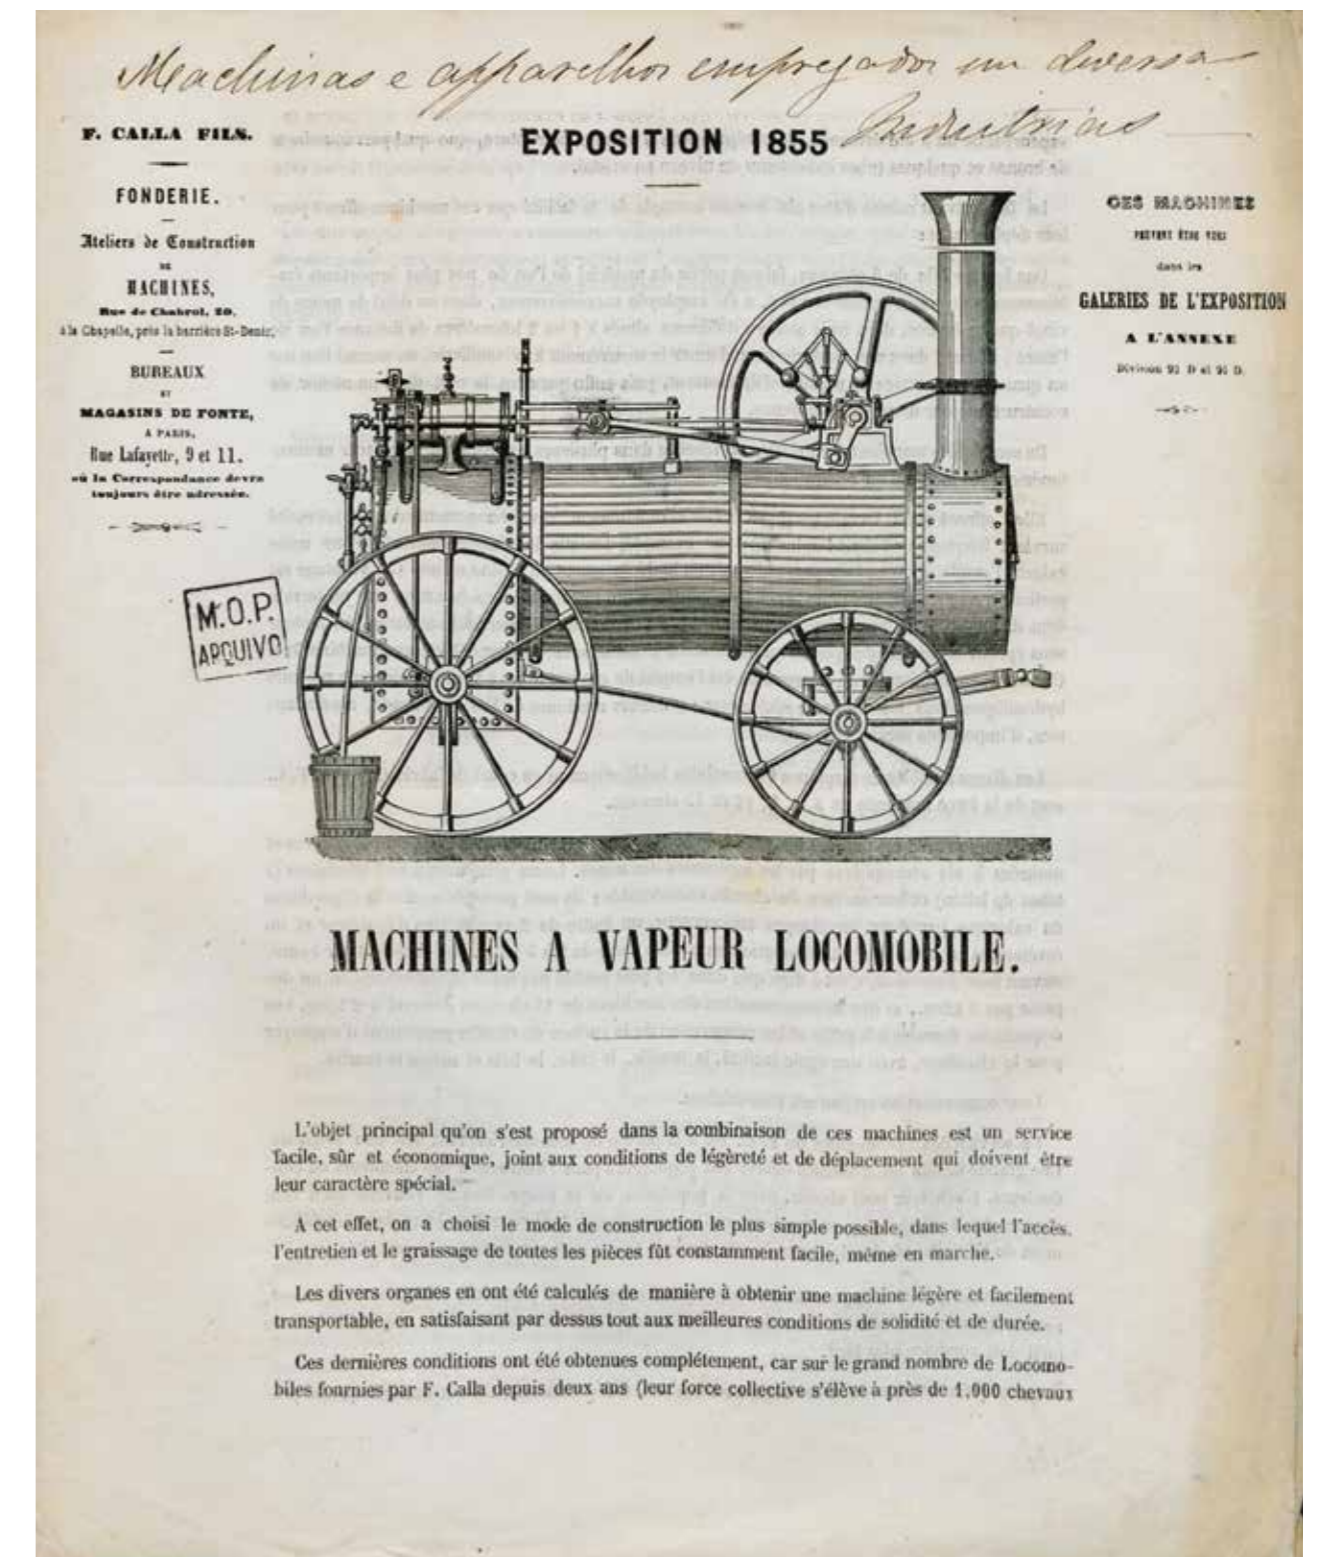 Machinas e apparelhos empregados em diversas
Industrias
F. CALLA FILS.
FONDERIE.
Ateliers de Construction
DE
MACHINES,
Rue de Chabrol, 20,
à la Chapelle, près la barrière St-Denis,
BUREAUX
ET
MAGASINS DE FONTE,
A PARIS,
Rue Lafayette, 9 et 11.
où la Correspondance devra
toujours être adressée.
EXPOSITION 1855
CES MACHINES
PEUVENT ÊTRE VUES
dans les
GALERIES DE L'EXPOSITION
A L'ANNEXE
Division 92 D et 95 D.
M.O.P.
ARQUIVO
MACHINES A VAPEUR LOCOMOBILE.
L'objet principal qu'on s'est proposé dans la combinaison de ces machines est un service
facile, sûr et économique, joint aux conditions de légèreté et de déplacement qui doivent être
leur caractère spécial.
A cet effet, on a choisi le mode de construction le plus simple possible, dans lequel l'accès,
l'entretien et le graissage de toutes les pièces fût constamment facile, même en marche.
Les divers organes en ont été calculés de manière à obtenir une machine légère et facilement
transportable, en satisfaisant par dessus tout aux meilleures conditions de solidité et de durée.
Ces dernières conditions ont été obtenues complétement, car sur le grand nombre de Locomo-
biles fournies par F. Calla depuis deux ans (leur force collective s'élève à près de 1,000 chevaux